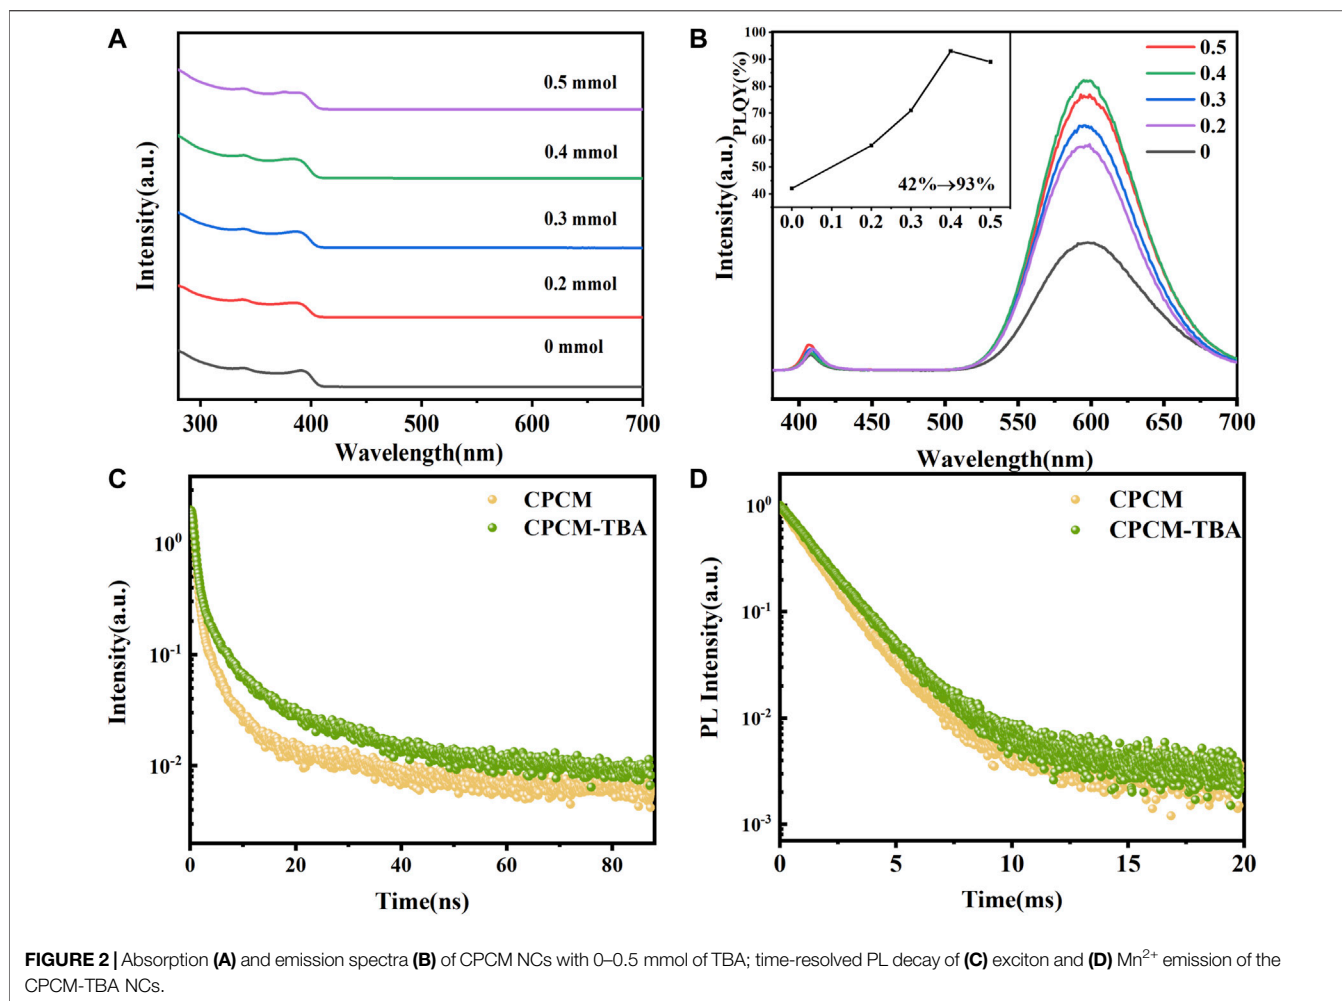 A
0.5 mmol
0.4 mmol
0.3 mmol
0.2 mmol
0 mmol
Intensity(a.u.)
300 400 500 600 700
Wavelength(nm)
B
100
90
80
70
60
50
40
PLQY(%)
42%→93%
0.0 0.1 0.2 0.3 0.4 0.5
0.5
0.4
0.3
0.2
0
Intensity(a.u.)
400 450 500 550 600 650 700
Wavelength(nm)
C
CPCM
CPCM-TBA
10⁰
10⁻¹
10⁻²
Intensity(a.u.)
0 20 40 60 80
Time(ns)
D
CPCM
CPCM-TBA
10⁰
10⁻¹
10⁻²
10⁻³
PL Intensity(a.u.)
0 5 10 15 20
Time(ms)
FIGURE 2 | Absorption (A) and emission spectra (B) of CPCM NCs with 0–0.5 mmol of TBA; time-resolved PL decay of (C) exciton and (D) Mn²⁺ emission of the
CPCM-TBA NCs.